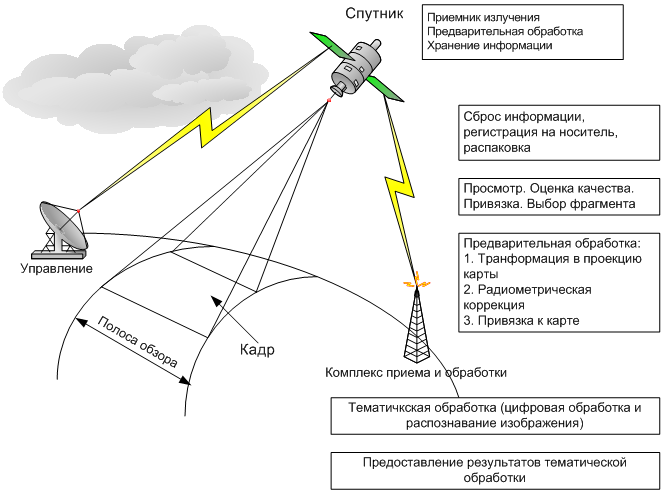 Спутник
Приемник излучения
Предварительная обработка
Хранение информации
Сброс информации,
регистрация на носитель,
распаковка
Просмотр. Оценка качества.
Привязка. Выбор фрагмента
Предварительная обработка:
1. Транформация в проекцию
карты
2. Радиометрическая
коррекция
3. Привязка к карте
Управление
Полоса обзора
Кадр
Комплекс приема и обработки
Тематичкская обработка (цифровая обработка и
распознавание изображения)
Предоставление результатов тематической
обработки